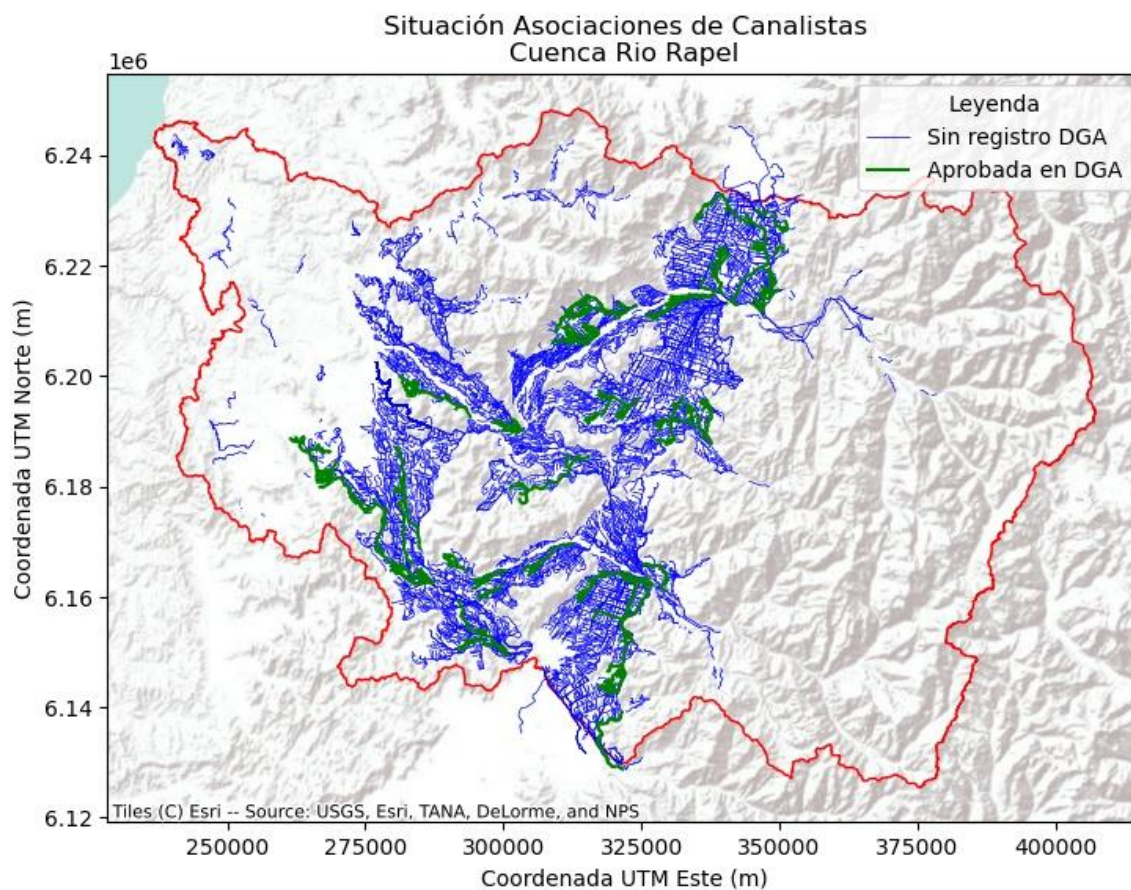 Situación Asociaciones de Canalistas
Cuenca Rio Rapel
1e6
Leyenda
Sin registro DGA
Aprobada en DGA
6.24
6.22
6.20
6.18
6.16
6.14
6.12
Coordenada UTM Norte (m)
Tiles (C) Esri -- Source: USGS, Esri, TANA, DeLorme, and NPS
250000 275000 300000 325000 350000 375000 400000
Coordenada UTM Este (m)